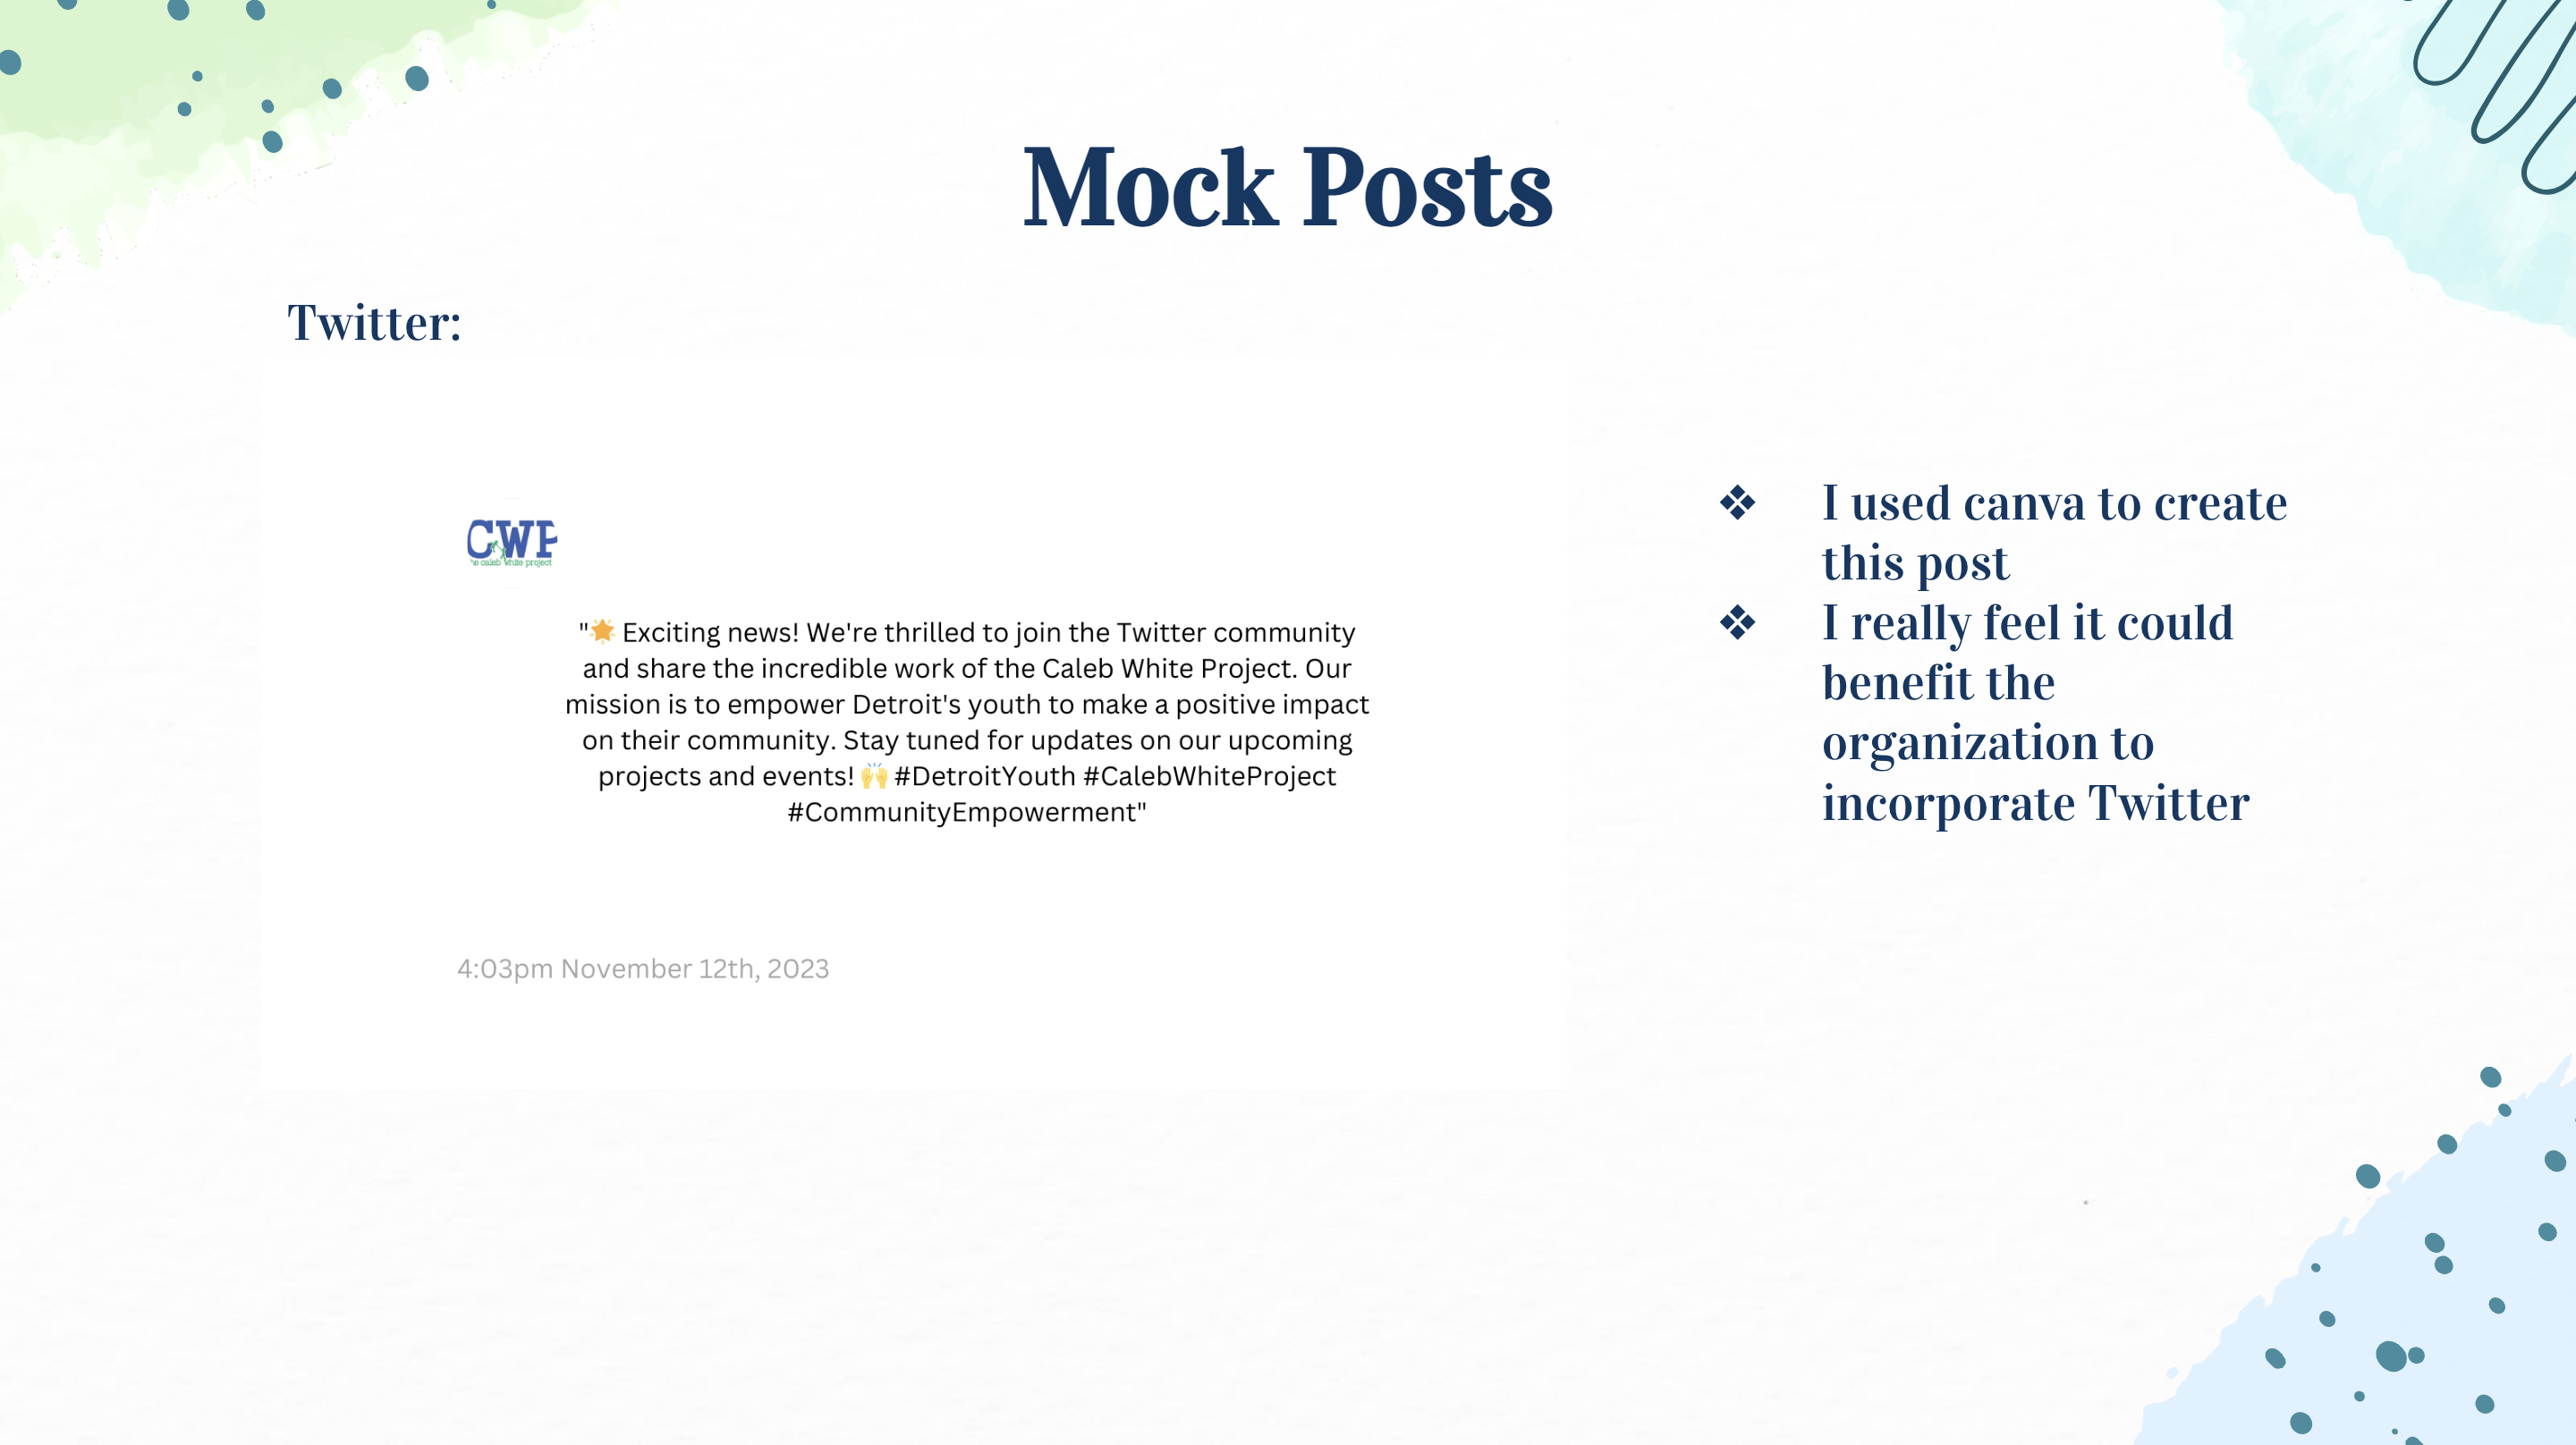 Mock Posts
Twitter:
CWP
he caleb white project
"🌟 Exciting news! We're thrilled to join the Twitter community
and share the incredible work of the Caleb White Project. Our
mission is to empower Detroit's youth to make a positive impact
on their community. Stay tuned for updates on our upcoming
projects and events! 🙌 #DetroitYouth #CalebWhiteProject
#CommunityEmpowerment"
4:03pm November 12th, 2023
❖ I used canva to create
this post
❖ I really feel it could
benefit the
organization to
incorporate Twitter